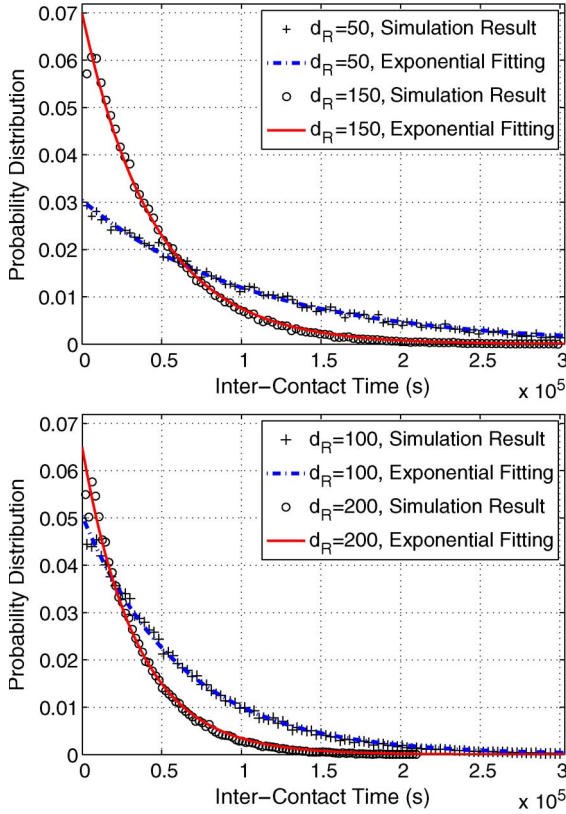 0.07
0.06
0.05
0.04
0.03
0.02
0.01
0
Probability Distribution
+ d_R=50, Simulation Result
d_R=50, Exponential Fitting
o d_R=150, Simulation Result
d_R=150, Exponential Fitting
0 0.5 1 1.5 2 2.5 3
Inter−Contact Time (s)
x 10^5
0.07
0.06
0.05
0.04
0.03
0.02
0.01
0
Probability Distribution
+ d_R=100, Simulation Result
d_R=100, Exponential Fitting
o d_R=200, Simulation Result
d_R=200, Exponential Fitting
0 0.5 1 1.5 2 2.5 3
Inter−Contact Time (s)
x 10^5